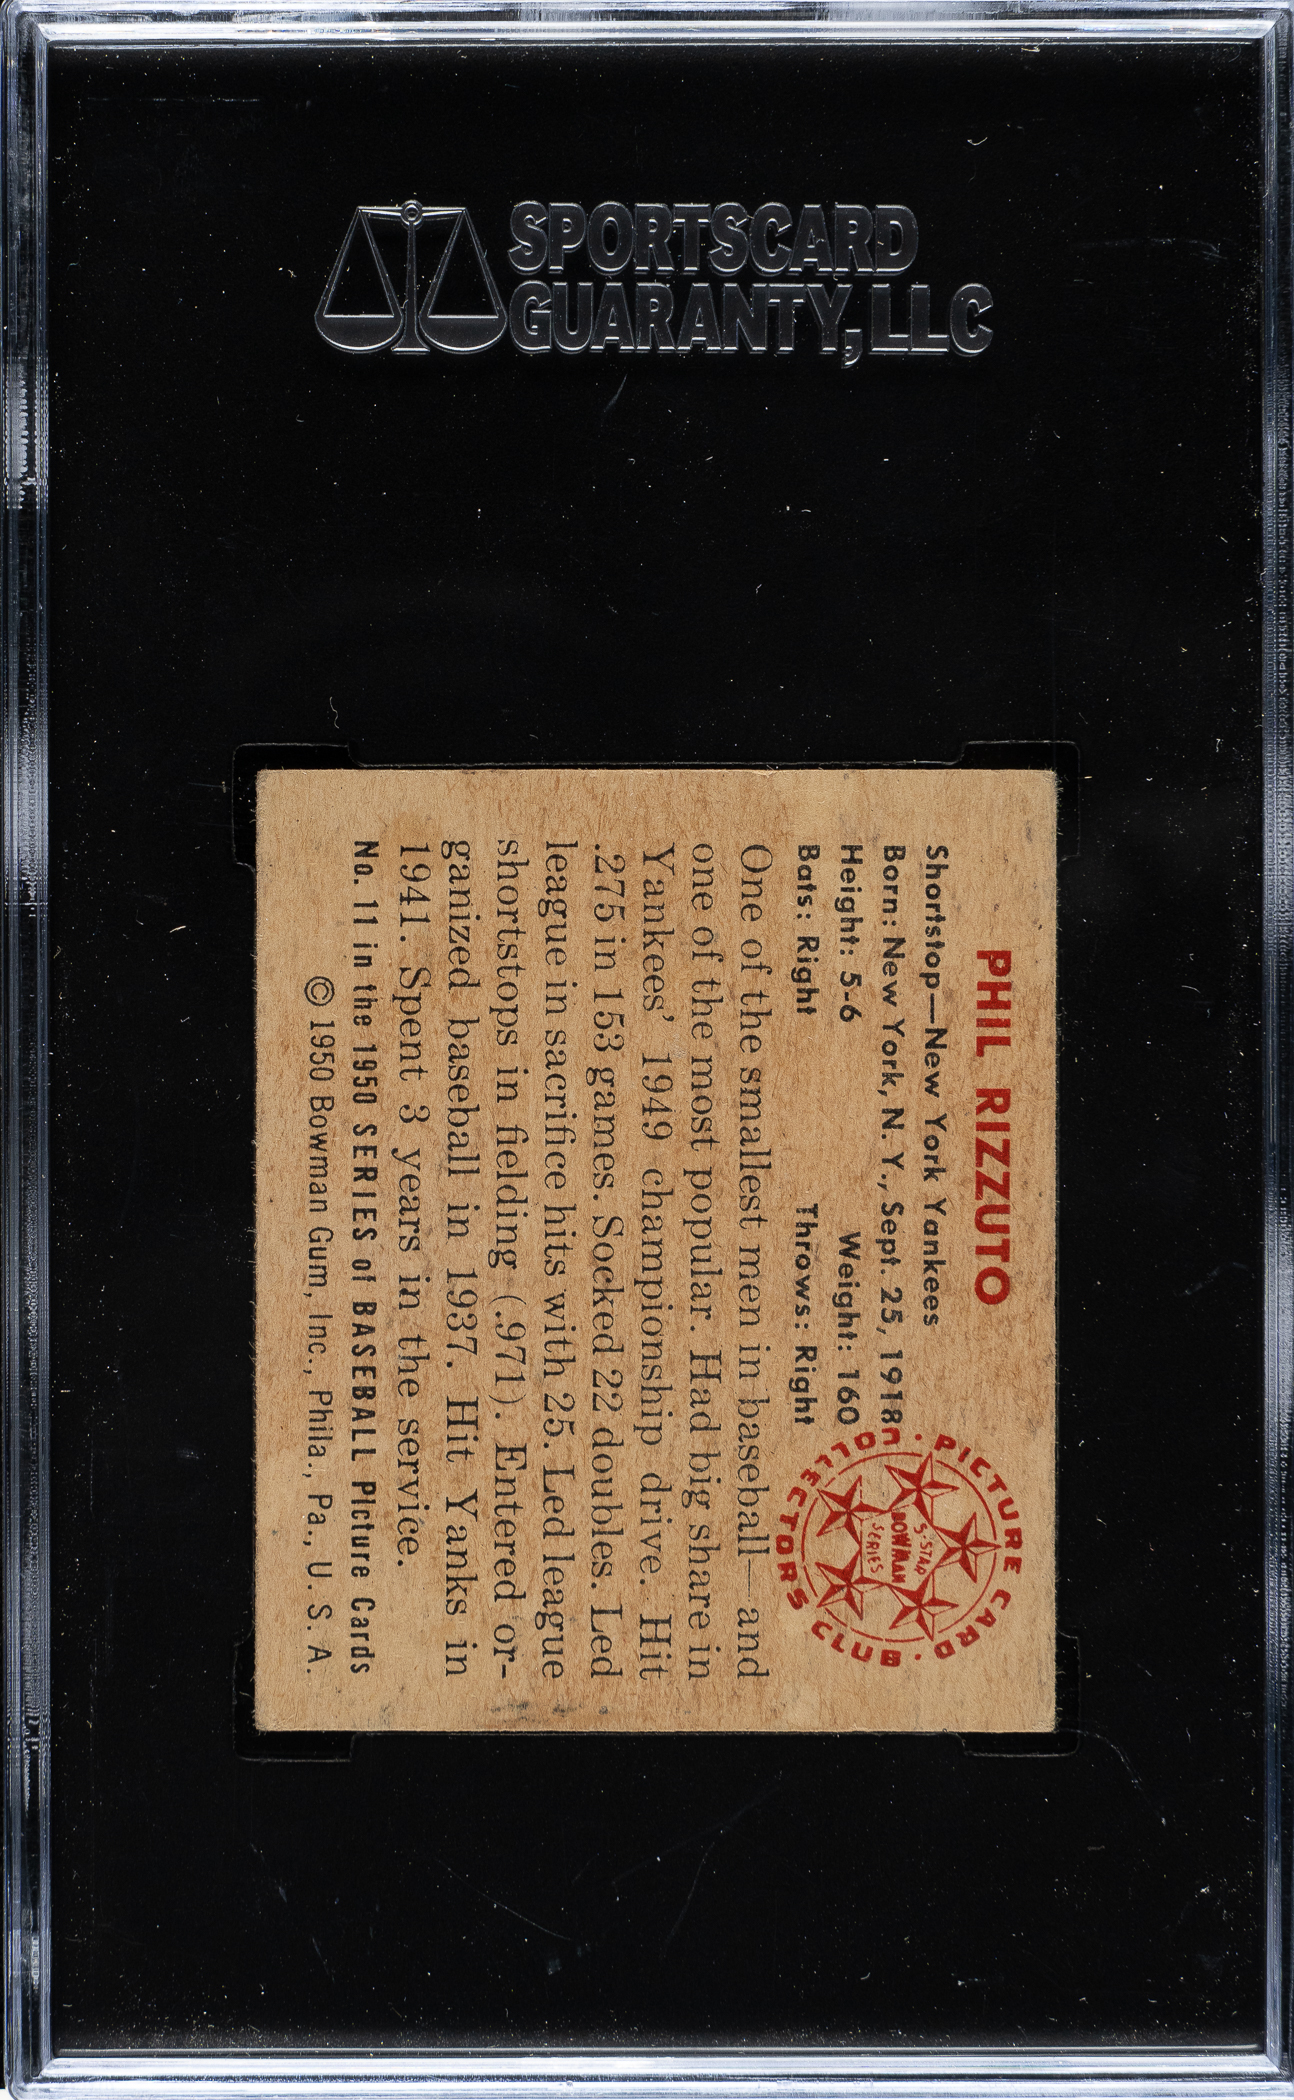 SPORTSCARD
GUARANTY, LLC
PHIL RIZZUTO
Shortstop—New York Yankees
Born: New York, N. Y., Sept. 25, 1918
Height: 5-6 Weight: 160
Bats: Right Throws: Right
PICTURE CARD · COLLECTORS CLUB ·
5-STAR
BOWMAN
SERIES
One of the smallest men in baseball—and
one of the most popular. Had big share in
Yankees' 1949 championship drive. Hit
.275 in 153 games. Socked 22 doubles. Led
league in sacrifice hits with 25. Led league
shortstops in fielding (.971). Entered or-
ganized baseball in 1937. Hit Yanks in
1941. Spent 3 years in the service.
No. 11 in the 1950 SERIES of BASEBALL Picture Cards
© 1950 Bowman Gum, Inc., Phila., Pa., U. S. A.